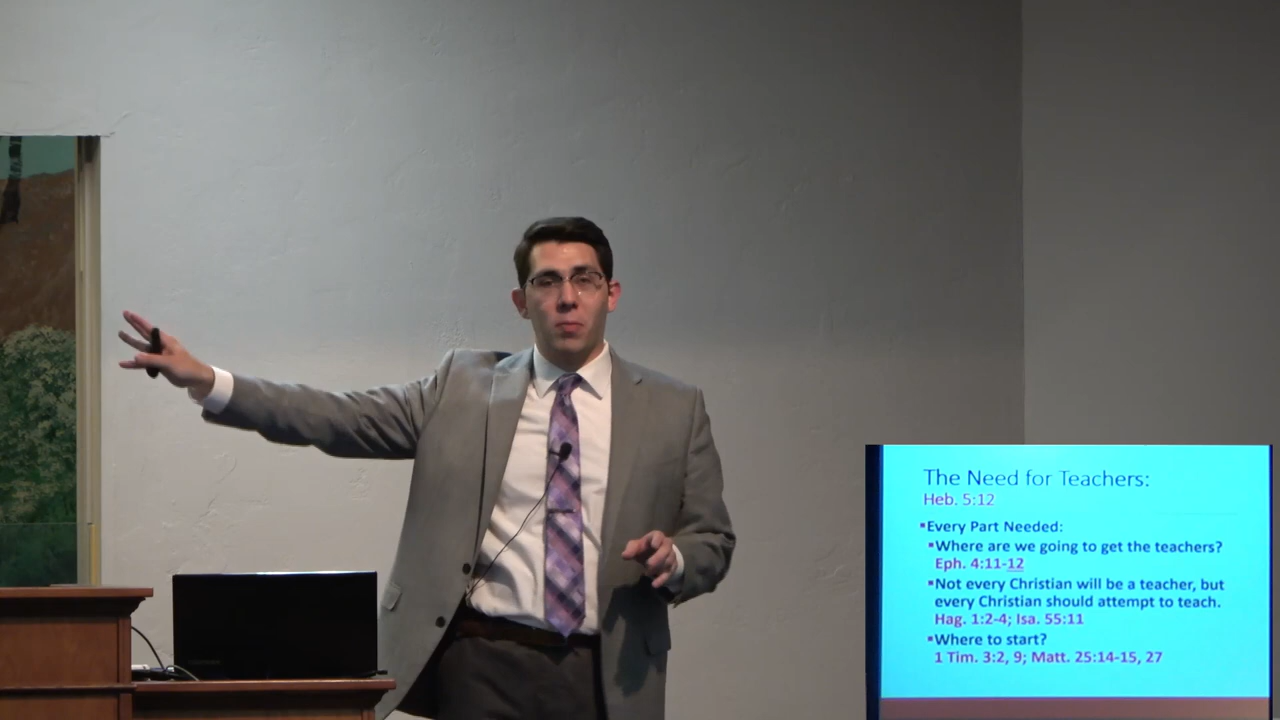 The Need for Teachers:
Heb. 5:12
▪Every Part Needed:
▪Where are we going to get the teachers?
Eph. 4:11-12
▪Not every Christian will be a teacher, but
every Christian should attempt to teach.
Hag. 1:2-4; Isa. 55:11
▪Where to start?
1 Tim. 3:2, 9; Matt. 25:14-15, 27